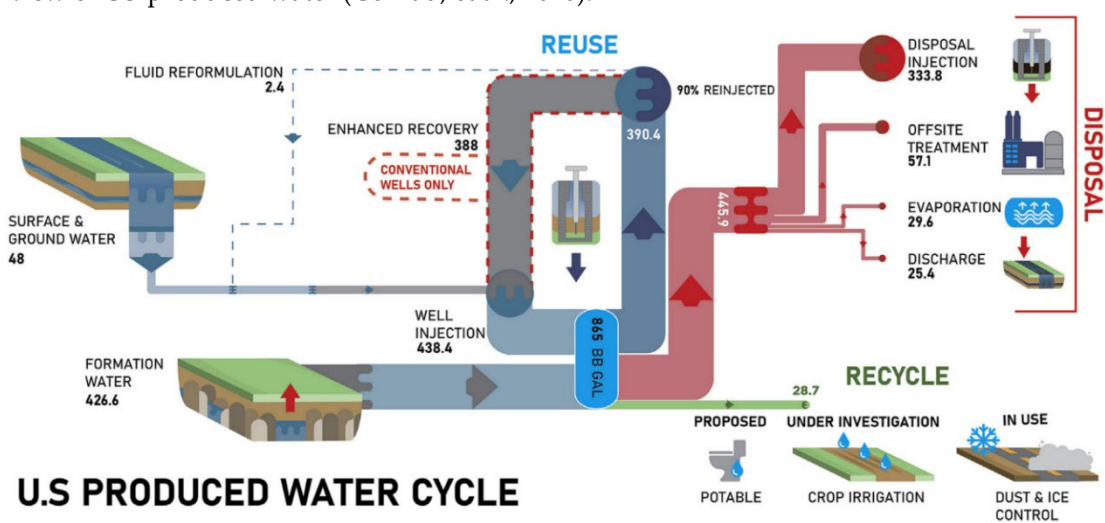 REUSE
FLUID REFORMULATION
2.4
ENHANCED RECOVERY
388
CONVENTIONAL
WELLS ONLY
390.4
90% REINJECTED
SURFACE &
GROUND WATER
48
WELL
INJECTION
438.4
FORMATION
WATER
426.6
865 BB GAL
445.9
DISPOSAL
INJECTION
333.8
OFFSITE
TREATMENT
57.1
EVAPORATION
29.6
DISCHARGE
25.4
DISPOSAL
RECYCLE
28.7
PROPOSED
POTABLE
UNDER INVESTIGATION
CROP IRRIGATION
IN USE
DUST & ICE
CONTROL
U.S PRODUCED WATER CYCLE